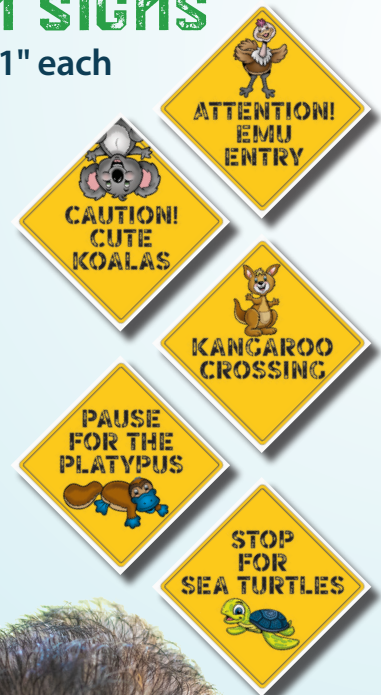 SIGNS
1" each
ATTENTION!
EMU
ENTRY
CAUTION!
CUTE
KOALAS
KANGAROO
CROSSING
PAUSE
FOR THE
PLATYPUS
STOP
FOR
SEA TURTLES